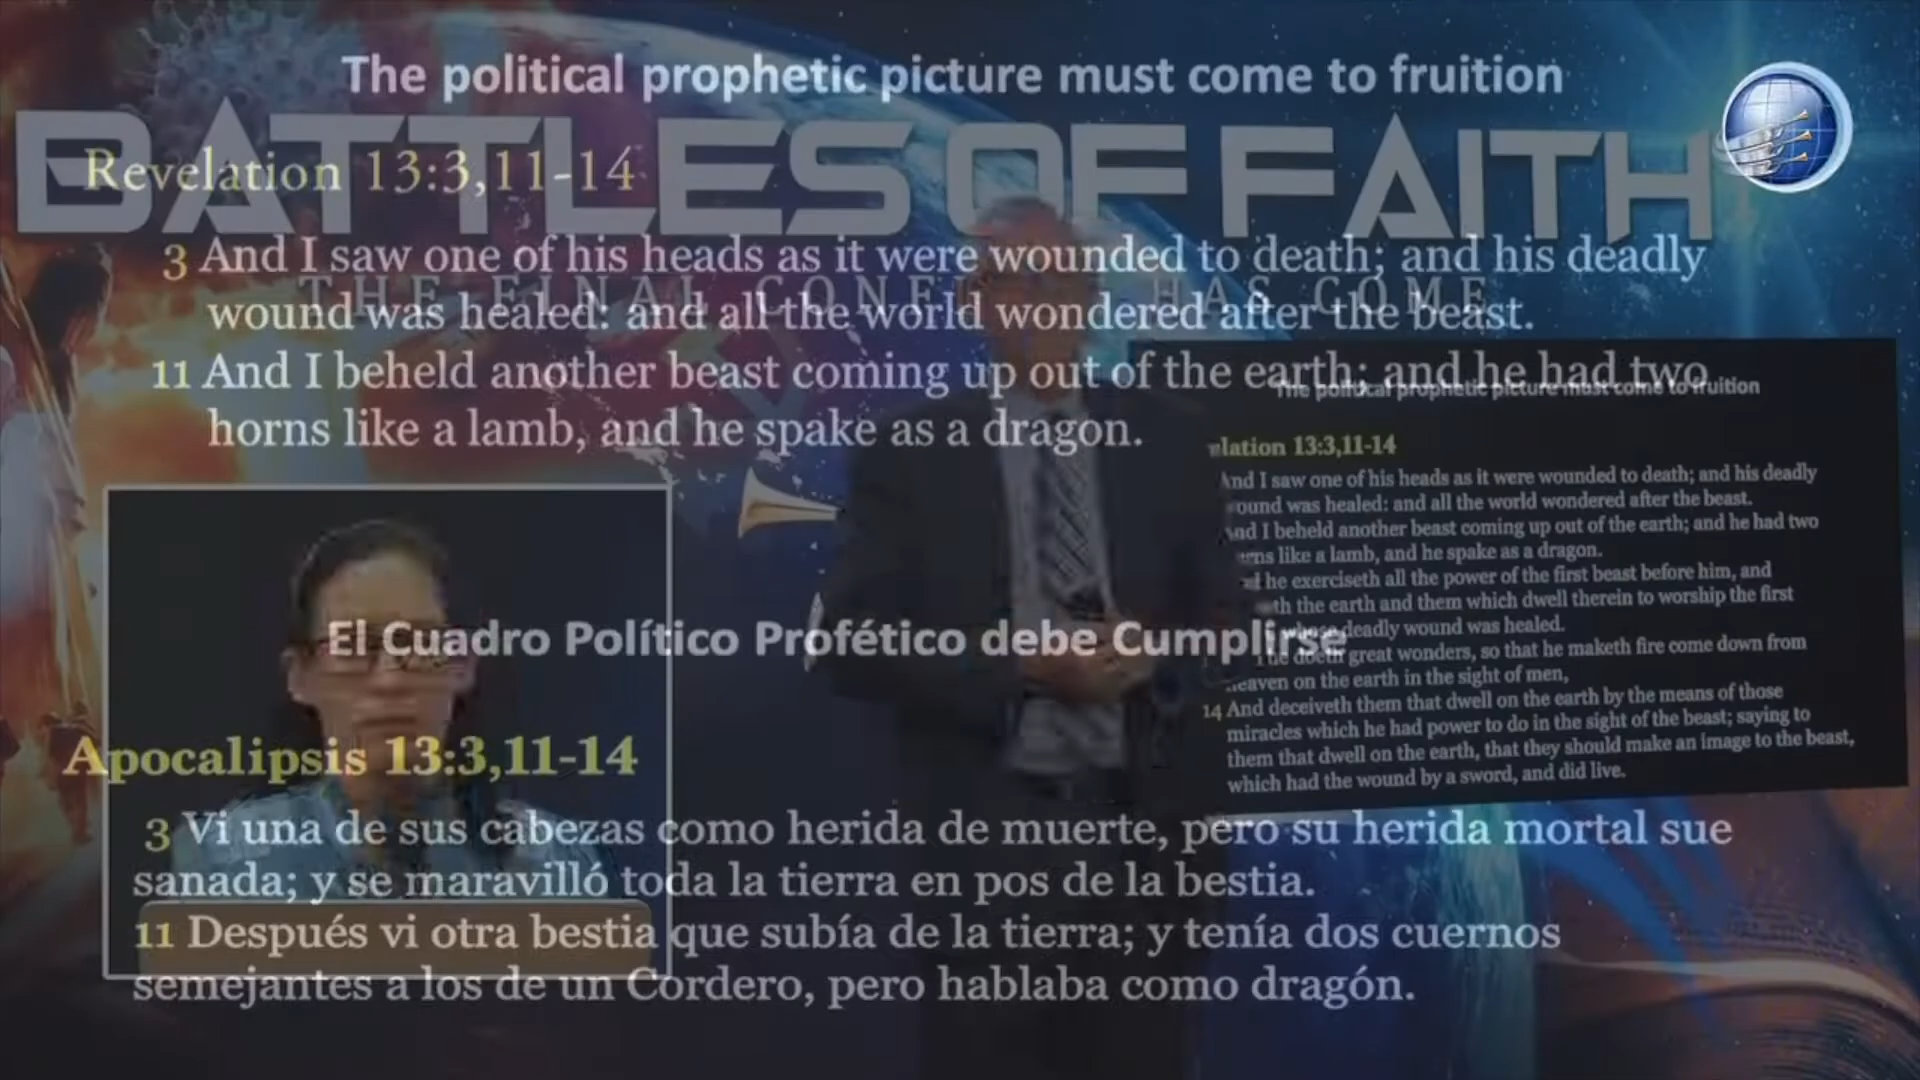 The political prophetic picture must come to fruition
BATTLES OF FAITH
Revelation 13:3,11-14
3 And I saw one of his heads as it were wounded to death; and his deadly
THE FINAL HAS COME
wound was healed: and all the world wondered after the beast.
11 And I beheld another beast coming up out of the earth; and he had two
horns like a lamb, and he spake as a dragon.
El Cuadro Político Profético debe Cumplirse
Apocalipsis 13:3,11-14
3 Vi una de sus cabezas como herida de muerte, pero su herida mortal sue
sanada; y se maravilló toda la tierra en pos de la bestia.
11 Después vi otra bestia que subía de la tierra; y tenía dos cuernos
semejantes a los de un Cordero, pero hablaba como dragón.
The political prophetic picture must come to fruition
elation 13:3,11-14
And I saw one of his heads as it were wounded to death; and his deadly
ound was healed: and all the world wondered after the beast.
And I beheld another beast coming up out of the earth; and he had two
like a lamb, and he spake as a dragon.
he exerciseth all the power of the first beast before him, and
the earth and them which dwell therein to worship the first
whose deadly wound was healed.
he doeth great wonders, so that he maketh fire come down from
heaven on the earth in the sight of men,
14 And deceiveth them that dwell on the earth by the means of those
miracles which he had power to do in the sight of the beast; saying to
them that dwell on the earth, that they should make an image to the beast,
which had the wound by a sword, and did live.